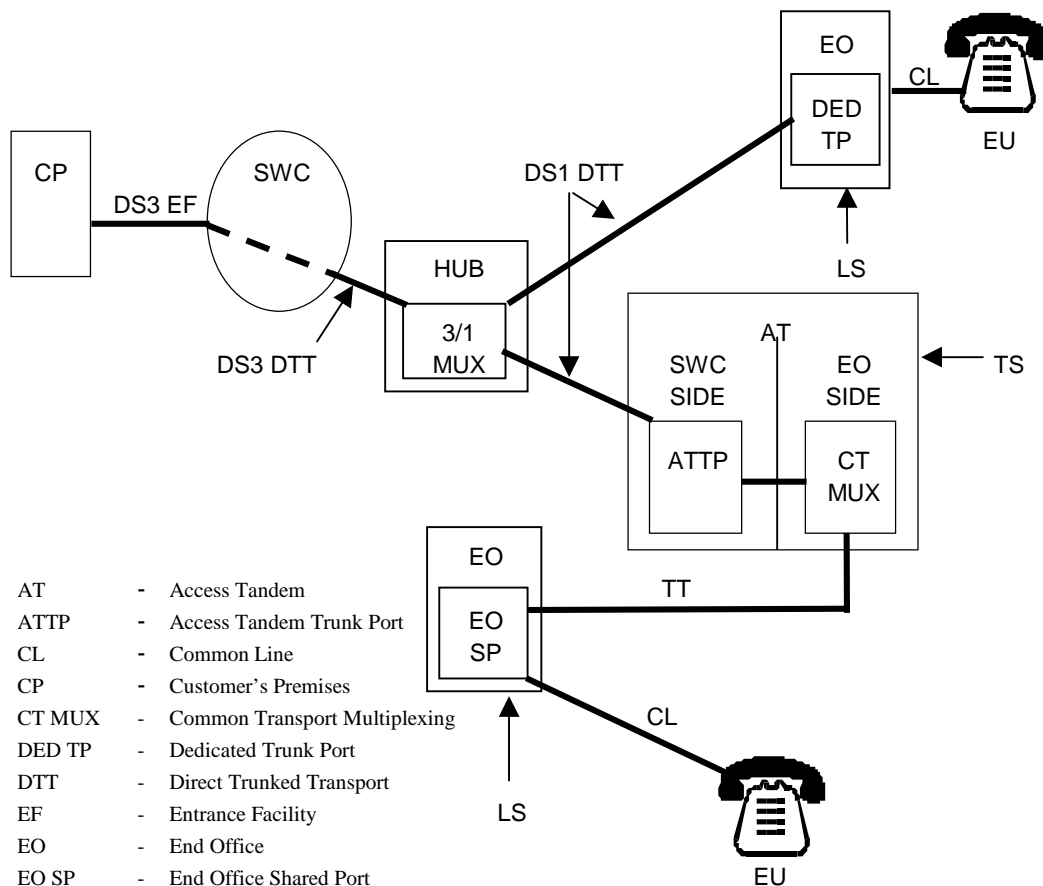 EO
CL
DED
TP
EU
CP
SWC
DS1 DTT
DS3 EF
HUB
LS
3/1
MUX
AT
DS3 DTT
SWC
SIDE
EO
SIDE
TS
ATTP
CT
MUX
EO
TT
EO
SP
CL
LS
EU
AT - Access Tandem
ATTP - Access Tandem Trunk Port
CL - Common Line
CP - Customer's Premises
CT MUX - Common Transport Multiplexing
DED TP - Dedicated Trunk Port
DTT - Direct Trunked Transport
EF - Entrance Facility
EO - End Office
EO SP - End Office Shared Port